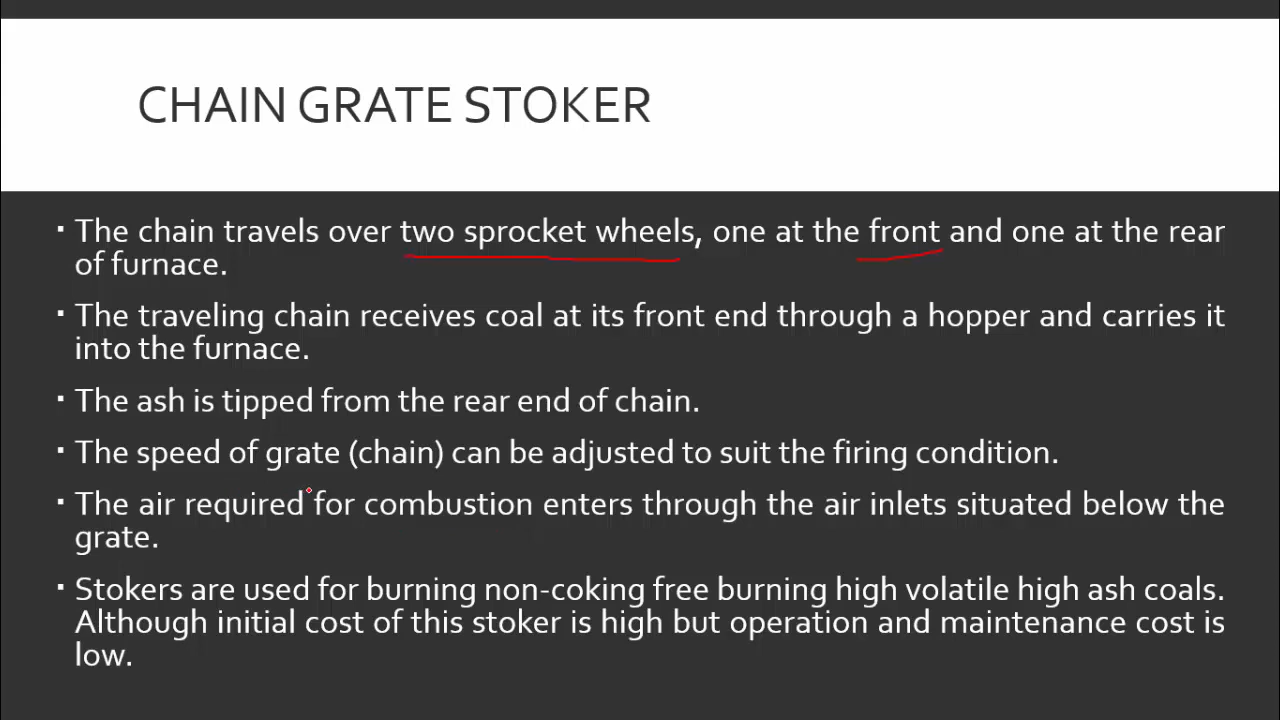 CHAIN GRATE STOKER
▪ The chain travels over two sprocket wheels, one at the front and one at the rear
of furnace.
▪ The traveling chain receives coal at its front end through a hopper and carries it
into the furnace.
▪ The ash is tipped from the rear end of chain.
▪ The speed of grate (chain) can be adjusted to suit the firing condition.
▪ The air required for combustion enters through the air inlets situated below the
grate.
▪ Stokers are used for burning non-coking free burning high volatile high ash coals.
Although initial cost of this stoker is high but operation and maintenance cost is
low.